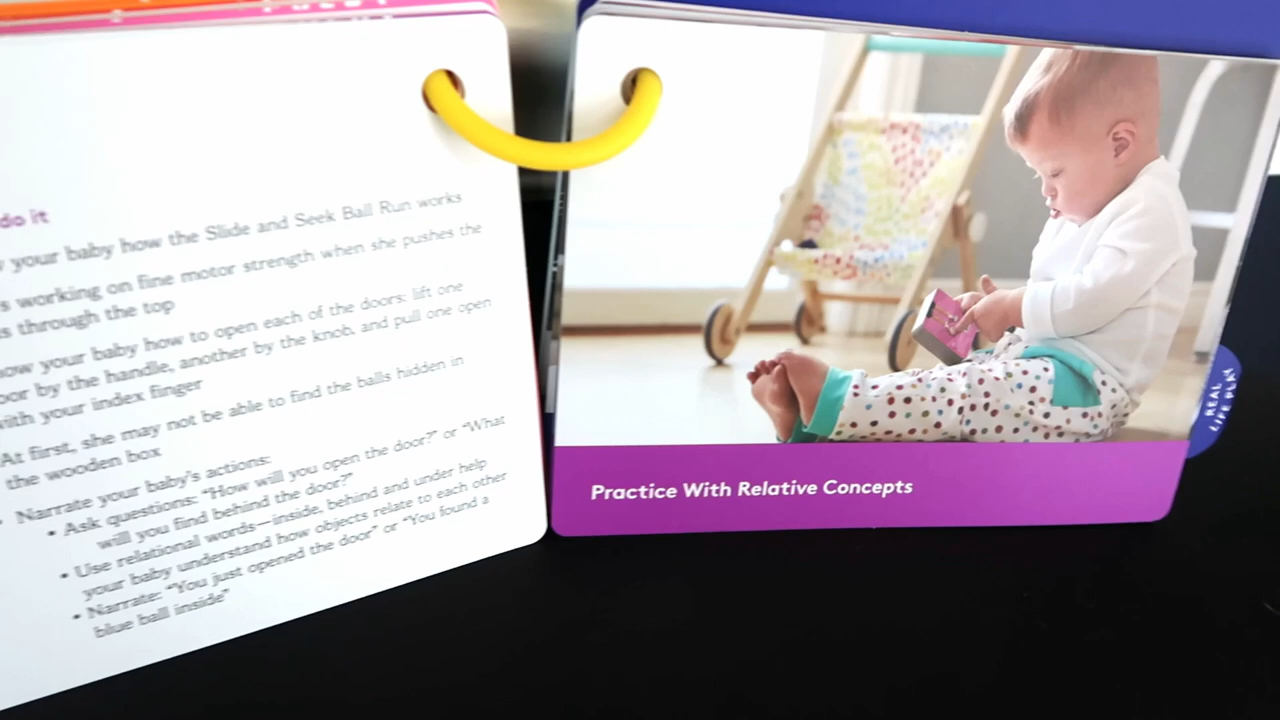 do it
your baby how the Slide and Seek Ball Run works
s working on fine motor strength when she pushes the
s through the top
ow your baby how to open each of the doors: lift one
oor by the handle, another by the knob, and pull one open
with your index finger
At first, she may not be able to find the balls hidden in
the wooden box
• Narrate your baby's actions:
• Ask questions: "How will you open the door?" or "What
will you find behind the door?"
• Use relational words—inside, behind and under help
your baby understand how objects relate to each other
• Narrate: "You just opened the door" or "You found a
blue ball inside"
Practice With Relative Concepts
REAL
LIFE PLAY